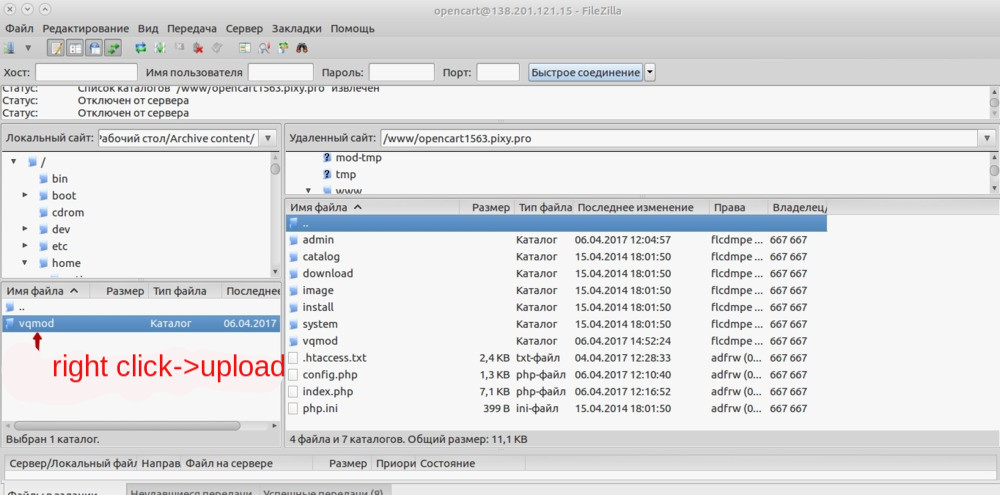 opencart@138.201.121.15 - FileZilla
Файл Редактирование Вид Передача Сервер Закладки Помощь
Хост: Имя пользователя Пароль: Порт: Быстрое соединение
Статус: Список каталогов "/www/opencart1563.pixy.pro" извлечен
Статус: Отключен от сервера
Статус: Отключен от сервера
Локальный сайт: Рабочий стол/Archive content/
/
bin
boot
cdrom
dev
etc
home
Имя файла Размер Тип файла Последнее
..
vqmod Каталог 06.04.2017
right click->upload
Выбран 1 каталог.
Удаленный сайт: /www/opencart1563.pixy.pro
mod-tmp
tmp
www
Имя файла Размер Тип файла Последнее изменение Права Владелец/
..
admin Каталог 06.04.2017 12:04:57 flcdmpe ... 667 667
catalog Каталог 15.04.2014 18:01:50 flcdmpe ... 667 667
download Каталог 15.04.2014 18:01:50 flcdmpe ... 667 667
image Каталог 15.04.2014 18:01:50 flcdmpe ... 667 667
install Каталог 15.04.2014 18:01:50 flcdmpe ... 667 667
system Каталог 15.04.2014 18:01:50 flcdmpe ... 667 667
vqmod Каталог 06.04.2017 14:52:24 flcdmpe ... 667 667
.htaccess.txt 2,4 KB txt-файл 04.04.2017 12:28:33 adfrw (0... 667 667
config.php 1,3 KB php-файл 06.04.2017 12:10:40 adfrw (0... 667 667
index.php 7,1 KB php-файл 06.04.2017 12:16:52 adfrw (0... 667 667
php.ini 399 B ini-файл 15.04.2014 18:01:50 adfrw (0... 667 667
4 файла и 7 каталогов. Общий размер: 11,1 KB
Сервер/Локальный файл Направ Файл на сервере Размер Приори Состояние
Файлы в задании Неудавшиеся передачи Успешные передачи (8)